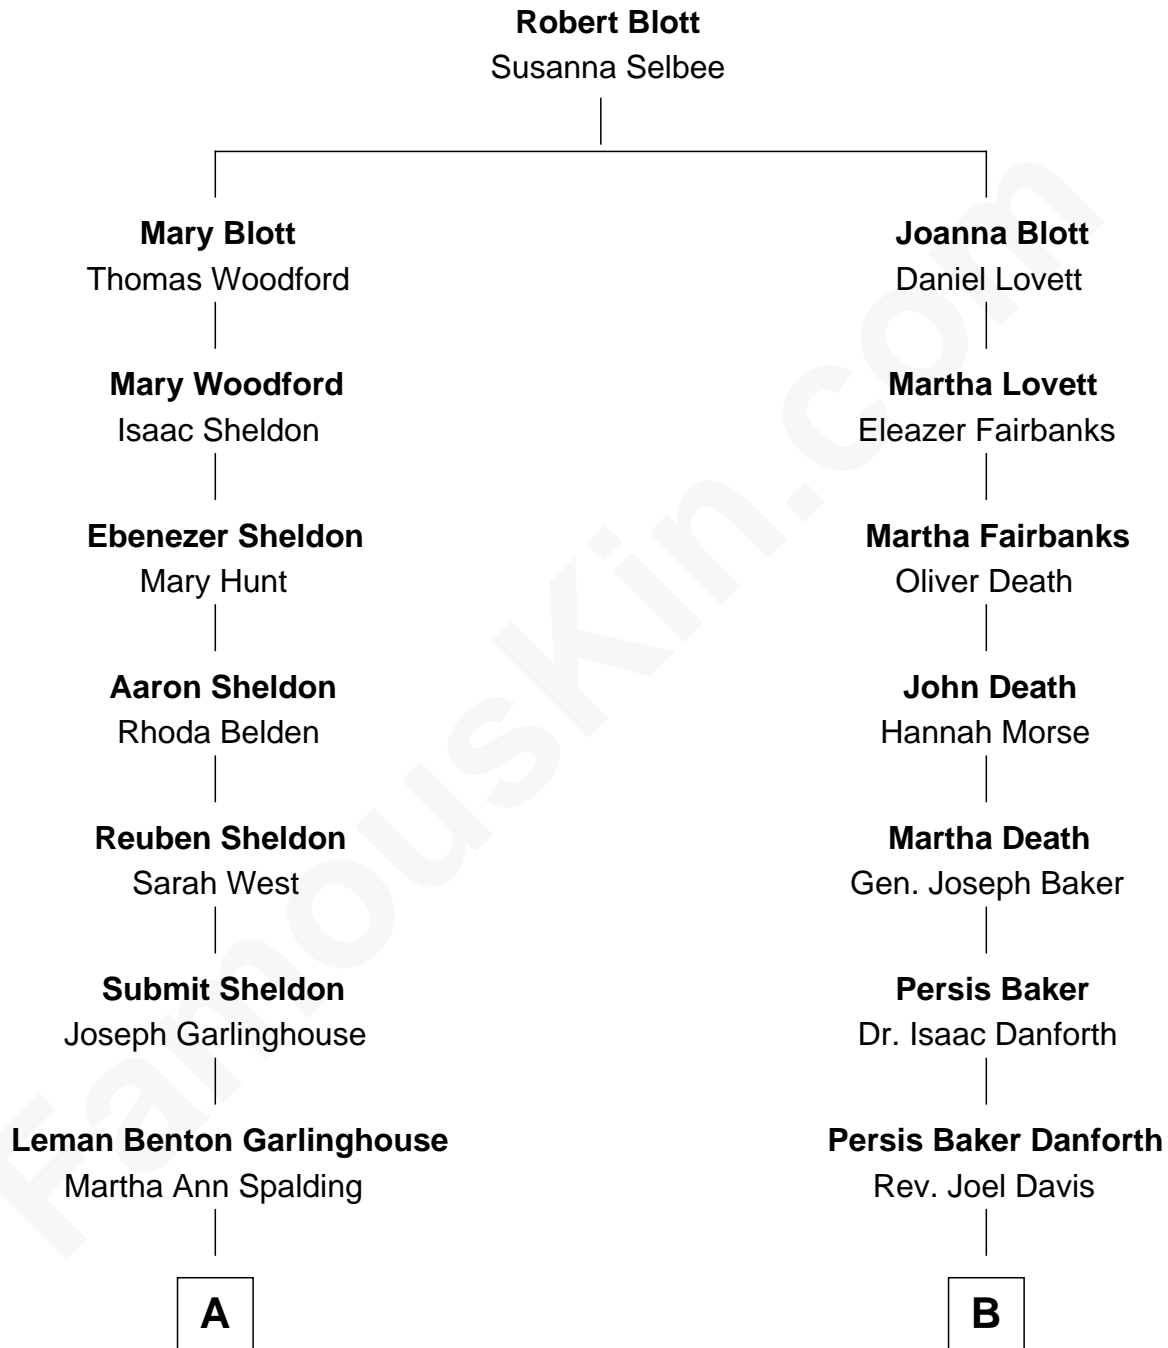 Robert Blott
Susanna Selbee
Mary Blott
Thomas Woodford
Joanna Blott
Daniel Lovett
Mary Woodford
Isaac Sheldon
Martha Lovett
Eleazer Fairbanks
Ebenezer Sheldon
Mary Hunt
Martha Fairbanks
Oliver Death
Aaron Sheldon
Rhoda Belden
John Death
Hannah Morse
Reuben Sheldon
Sarah West
Martha Death
Gen. Joseph Baker
Submit Sheldon
Joseph Garlinghouse
Persis Baker
Dr. Isaac Danforth
Leman Benton Garlinghouse
Martha Ann Spalding
Persis Baker Danforth
Rev. Joel Davis
A
B
FamousKin.com